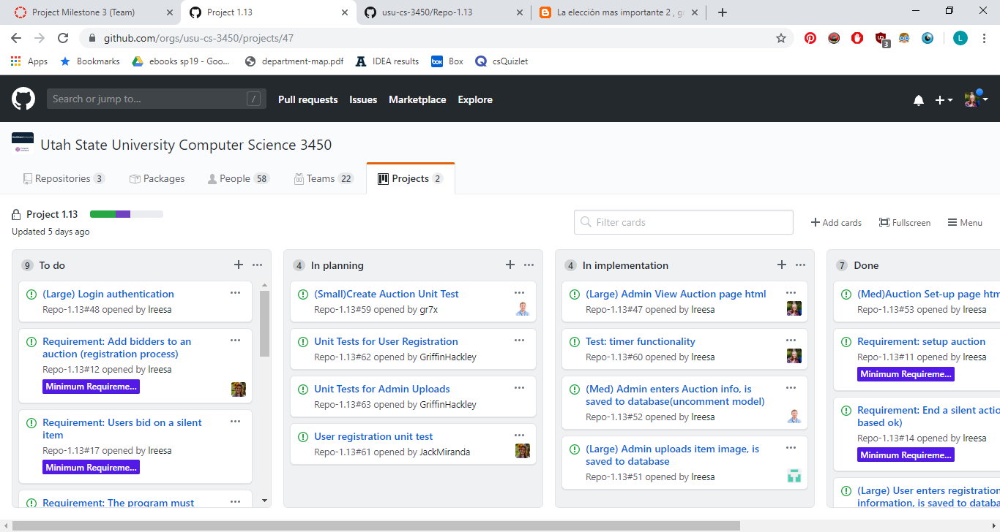 Project Milestone 3 (Team)
Project 1.13
usu-cs-3450/Repo-1.13
La elección mas importante 2 , g
github.com/orgs/usu-cs-3450/projects/47
3
L
Apps
Bookmarks
ebooks sp19 - Goo...
department-map.pdf
IDEA results
box
Box
csQuizlet
Search or jump to...
/
Pull requests
Issues
Marketplace
Explore
Utah State University Computer Science 3450
Repositories 3
Packages
People 58
Teams 22
Projects 2
Project 1.13
Updated 5 days ago
Filter cards
Add cards
Fullscreen
Menu
9 To do
(Large) Login authentication
Repo-1.13#48 opened by lreesa
Requirement: Add bidders to an
auction (registration process)
Repo-1.13#12 opened by lreesa
Minimum Requireme...
Requirement: Users bid on a silent
item
Repo-1.13#17 opened by lreesa
Minimum Requireme...
Requirement: The program must
4 In planning
(Small)Create Auction Unit Test
Repo-1.13#59 opened by gr7x
Unit Tests for User Registration
Repo-1.13#62 opened by GriffinHackley
Unit Tests for Admin Uploads
Repo-1.13#63 opened by GriffinHackley
User registration unit test
Repo-1.13#61 opened by JackMiranda
4 In implementation
(Large) Admin View Auction page html
Repo-1.13#47 opened by lreesa
Test: timer functionality
Repo-1.13#60 opened by lreesa
(Med) Admin enters Auction info, is
saved to database(uncomment model)
Repo-1.13#52 opened by lreesa
(Large) Admin uploads item image, is
saved to database
Repo-1.13#51 opened by lreesa
7 Done
(Med)Auction Set-up page htm
Repo-1.13#53 opened by lreesa
Requirement: setup auction
Repo-1.13#11 opened by lreesa
Minimum Requireme...
Requirement: End a silent actio
based ok)
Repo-1.13#14 opened by lreesa
Minimum Requireme...
(Large) User enters registration
information, is saved to databa